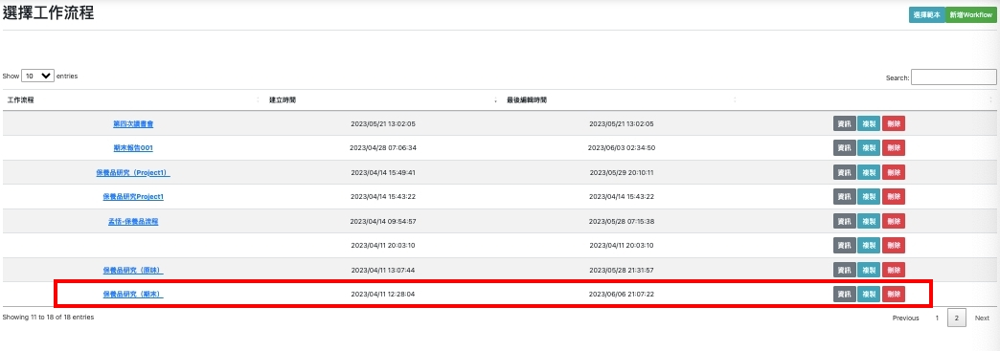 選擇工作流程
選擇範本 新增Workflow
Show 10 entries
Search:
工作流程 建立時間 最後編輯時間
第四次讀書會 2023/05/21 13:02:05 2023/05/21 13:02:05 資訊 複製 刪除
期末報告001 2023/04/28 07:06:34 2023/06/03 02:34:50 資訊 複製 刪除
保養品研究（Project1） 2023/04/14 15:49:41 2023/05/29 20:10:11 資訊 複製 刪除
保養品研究Project1 2023/04/14 15:43:22 2023/04/14 15:43:22 資訊 複製 刪除
孟恬-保養品流程 2023/04/14 09:54:57 2023/05/28 07:15:38 資訊 複製 刪除
2023/04/11 20:03:10 2023/04/11 20:03:10 資訊 複製 刪除
保養品研究（原味） 2023/04/11 13:07:44 2023/05/28 21:31:57 資訊 複製 刪除
保養品研究（期末） 2023/04/11 12:28:04 2023/06/06 21:07:22 資訊 複製 刪除
Showing 11 to 18 of 18 entries
Previous 1 2 Next